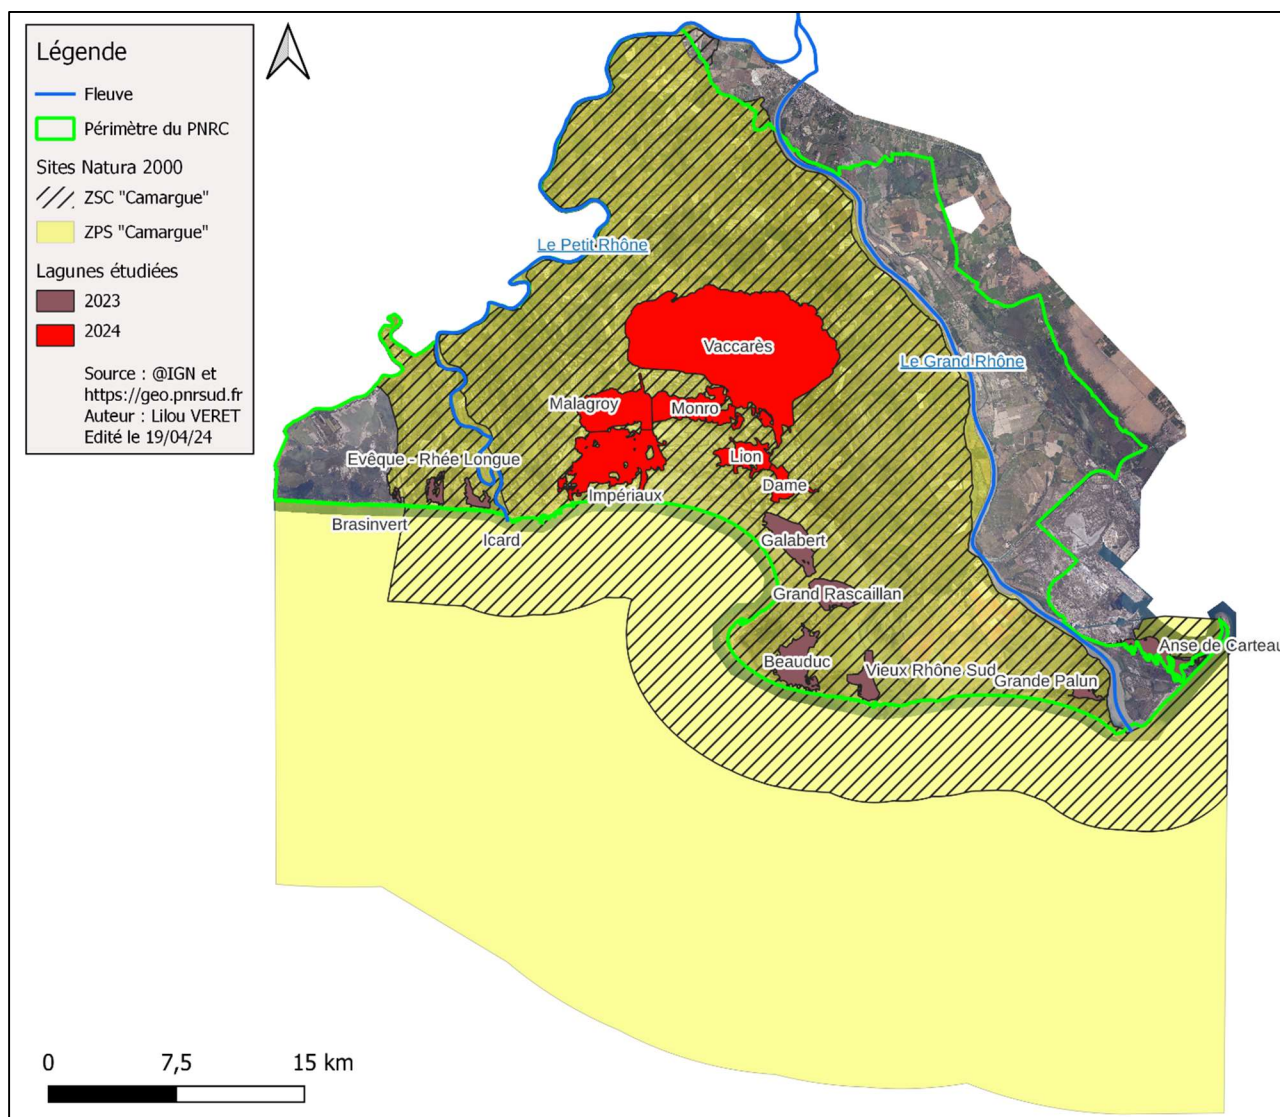 Légende
Fleuve
Périmètre du PNRC
Sites Natura 2000
ZSC "Camargue"
ZPS "Camargue"
Lagunes étudiées
2023
2024
Source : @IGN et
https://geo.pnrsud.fr
Auteur : Lilou VERET
Edité le 19/04/24
Le Petit Rhône
Vaccarès
Le Grand Rhône
Malagroy
Monro
Evêque - Rhée Longue
Lion
Dame
Impériaux
Brasinvert
Icard
Galabert
Grand Rascaillan
Anse de Carteau
Beauduc
Vieux Rhône Sud
Grande Palun
0 7,5 15 km